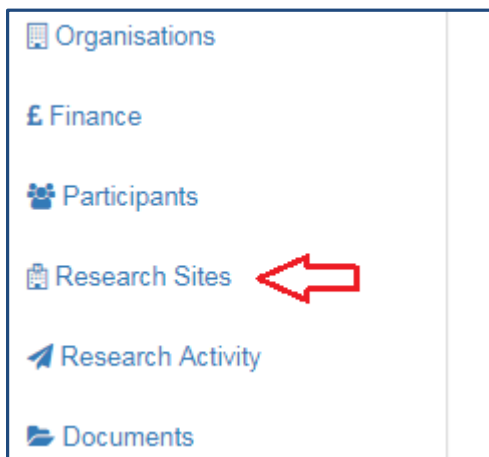 Organisations
£ Finance
Participants
Research Sites
Research Activity
Documents